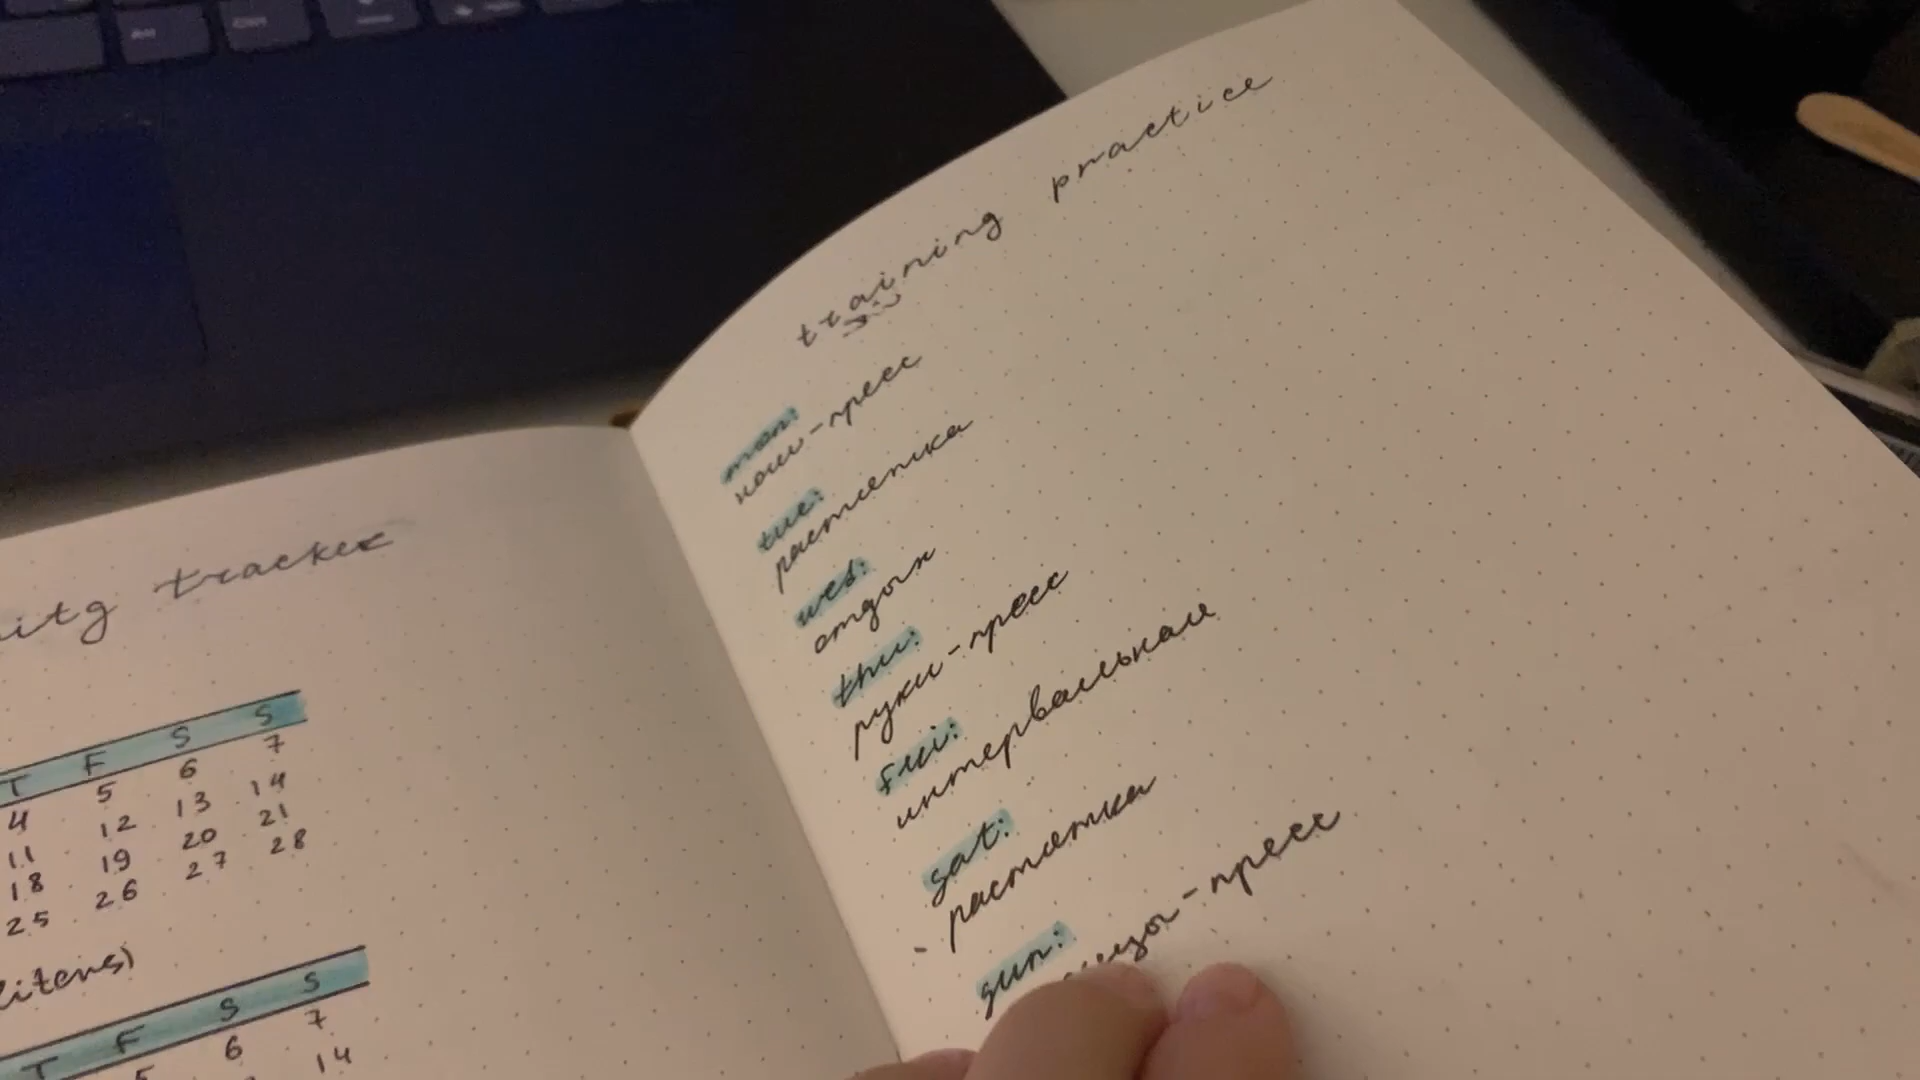 tracker
T F S S
4 5 6 7
11 12 13 14
18 19 20 21
25 26 27 28
T F S S
5 6 7
14
training practice
mon:
ноги-пресс
tue:
растяжка
wed:
отдых
thu:
руки-пресс
fri:
интервальная
sat:
- растяжка
sun:
-пресс